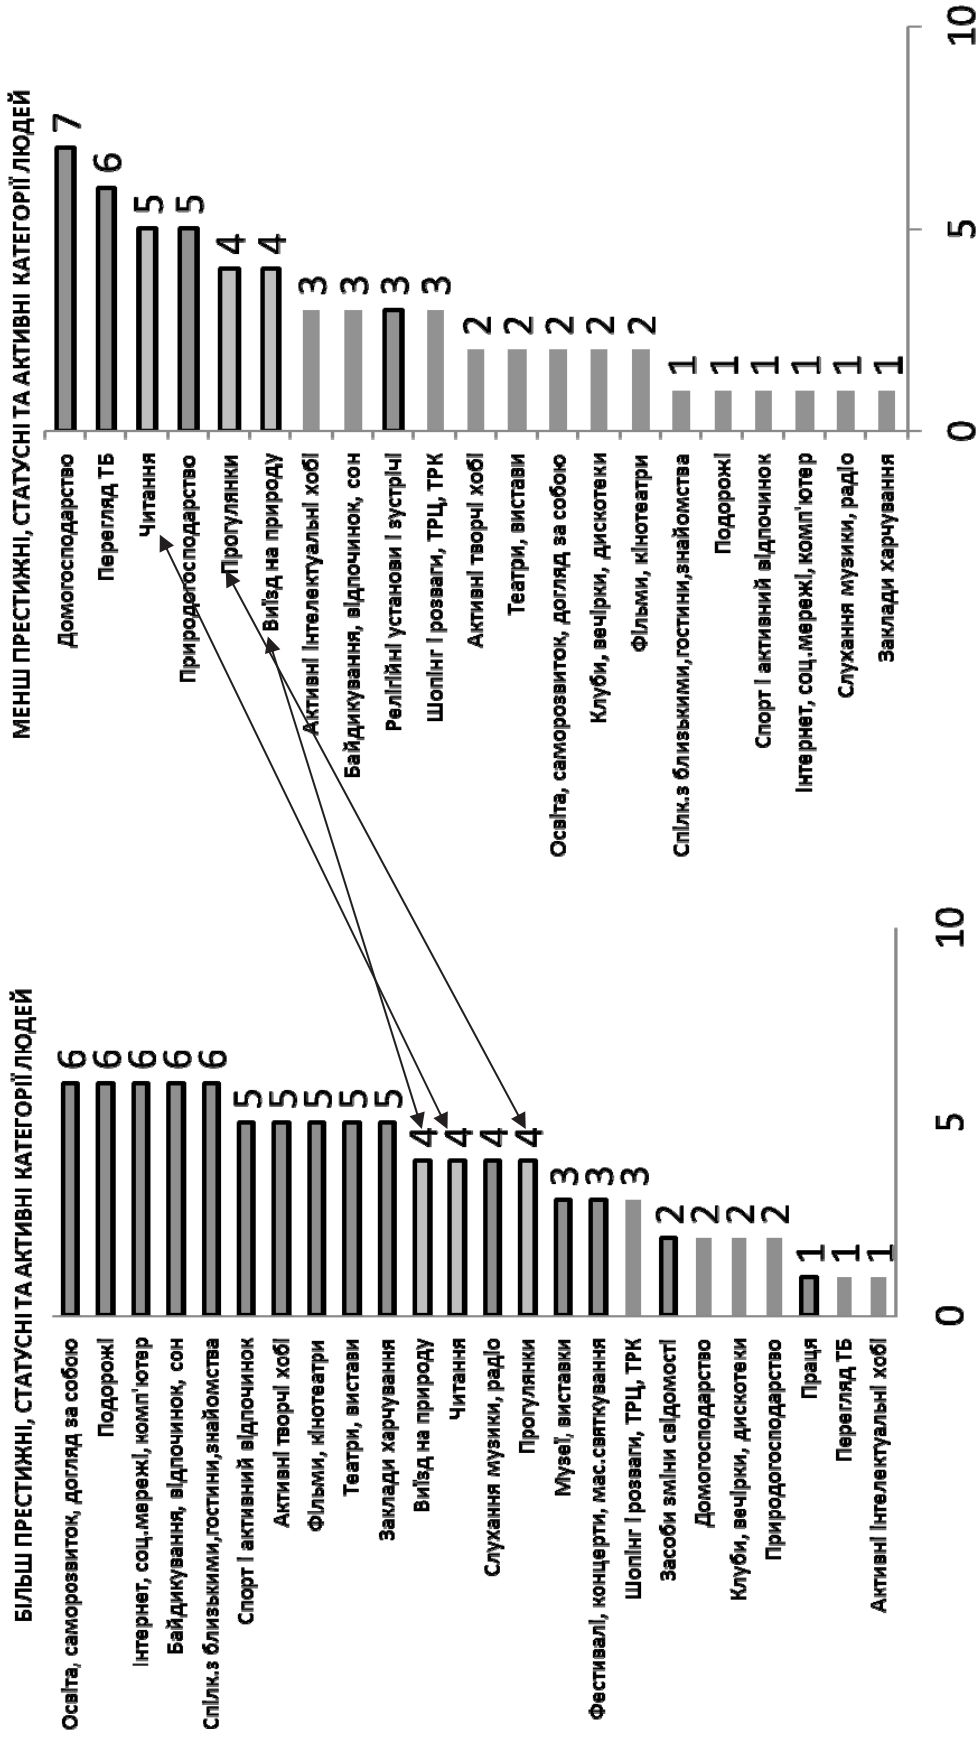 БІЛЬШ ПРЕСТИЖНІ, СТАТУСНІ ТА АКТИВНІ КАТЕГОРІЇ ЛЮДЕЙ
Освіта, саморозвиток, догляд за собою 6
Подорожі 6
Інтернет, соц.мережі, комп'ютер 6
Байдикування, відпочинок, сон 6
Спілк.з близькими,гостини,знайомства 6
Спорт і активний відпочинок 5
Активні творчі хобі 5
Фільми, кінотеатри 5
Театри, вистави 5
Заклади харчування 5
Виїзд на природу 4
Читання 4
Слухання музики, радіо 4
Прогулянки 4
Музеї, виставки 3
Фестивалі, концерти, мас.святкування 3
Шопінг і розваги, ТРЦ, ТРК 3
Засоби зміни свідомості 2
Домогосподарство 2
Клуби, вечірки, дискотеки 2
Природогосподарство 2
Праця 1
Перегляд ТБ 1
Активні інтелектуальні хобі 1
0 5 10
МЕНШ ПРЕСТИЖНІ, СТАТУСНІ ТА АКТИВНІ КАТЕГОРІЇ ЛЮДЕЙ
Домогосподарство 7
Перегляд ТБ 6
Читання 5
Природогосподарство 5
Прогулянки 4
Виїзд на природу 4
Активні інтелектуальні хобі 3
Байдикування, відпочинок, сон 3
Релігійні установи і зустрічі 3
Шопінг і розваги, ТРЦ, ТРК 3
Активні творчі хобі 2
Театри, вистави 2
Освіта, саморозвиток, догляд за собою 2
Клуби, вечірки, дискотеки 2
Фільми, кінотеатри 2
Спілк.з близькими,гостини,знайомства 1
Подорожі 1
Спорт і активний відпочинок 1
Інтернет, соц.мережі, комп'ютер 1
Слухання музики, радіо 1
Заклади харчування 1
0 5 10